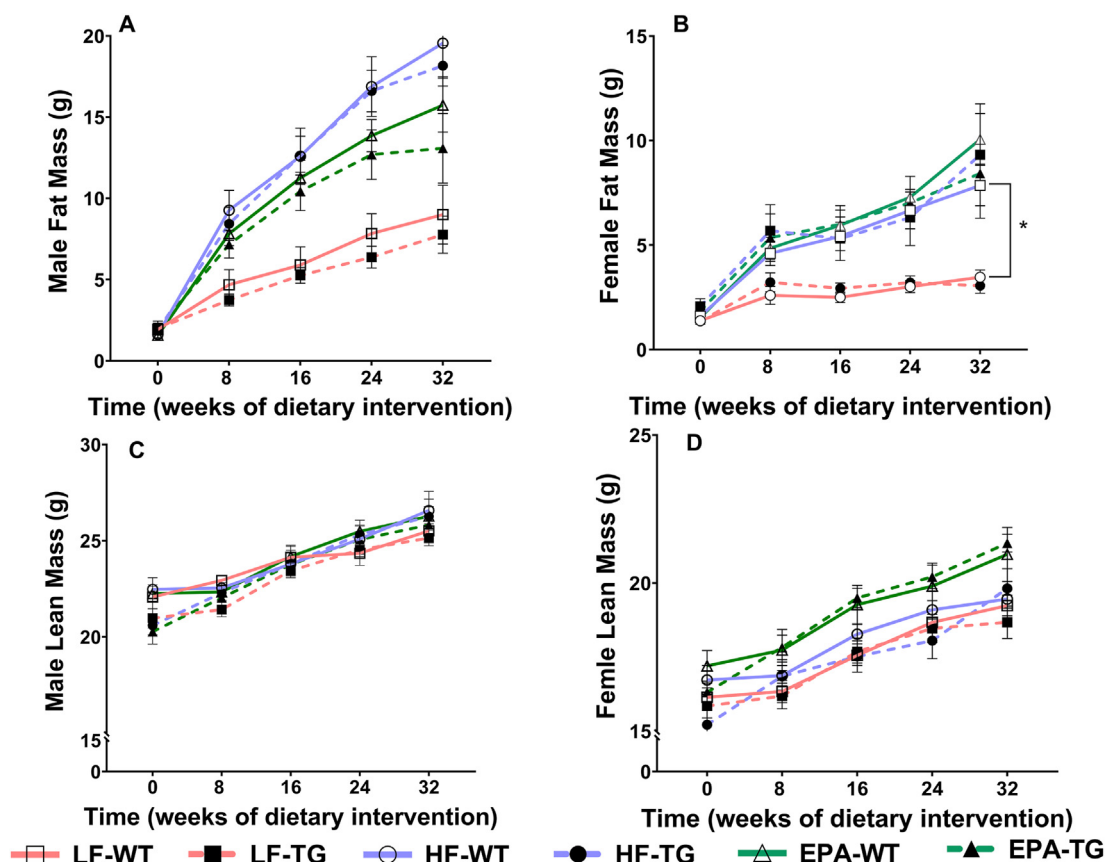 A
20
15
10
5
0
Male Fat Mass (g)
0 8 16 24 32
Time (weeks of dietary intervention)
B
15
10
5
0
Female Fat Mass (g)
*
0 8 16 24 32
Time (weeks of dietary intervention)
C
30
25
20
15
0
Male Lean Mass (g)
0 8 16 24 32
Time (weeks of dietary intervention)
D
25
20
15
0
Femle Lean Mass (g)
0 8 16 24 32
Time (weeks of dietary intervention)
LF-WT LF-TG HF-WT HF-TG EPA-WT EPA-TG